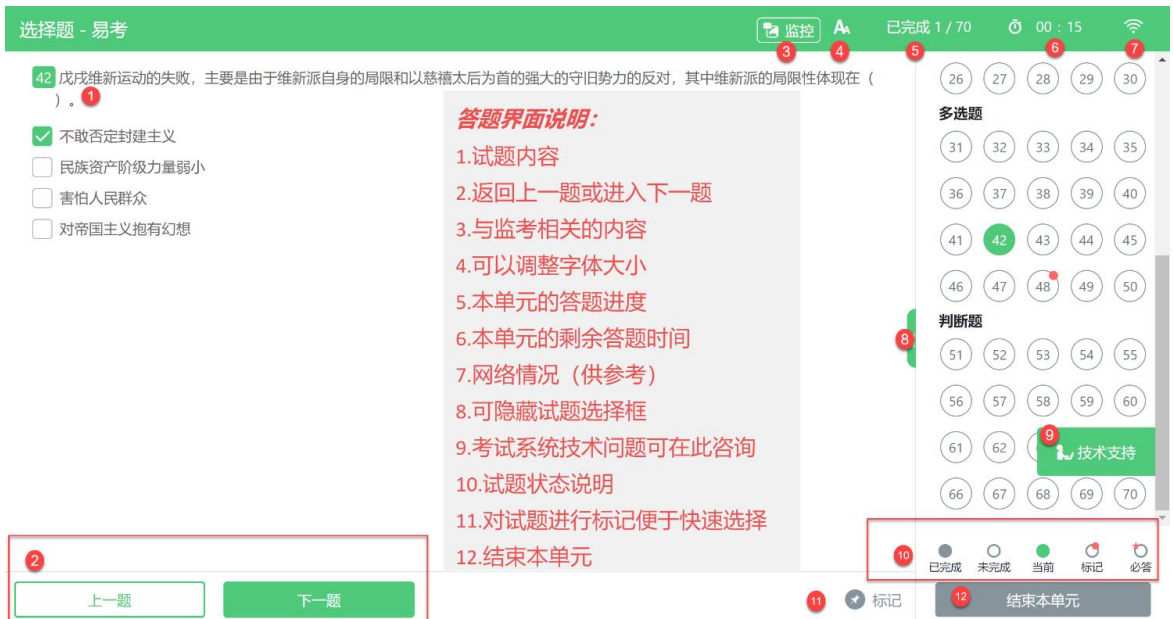 选择题 - 易考
监控
3
AA
4
已完成 1 / 70
5
00 : 15
6
7
42 戊戌维新运动的失败，主要是由于维新派自身的局限和以慈禧太后为首的强大的守旧势力的反对，其中维新派的局限性体现在（
）。
1
不敢否定封建主义
民族资产阶级力量弱小
害怕人民群众
对帝国主义抱有幻想
答题界面说明：
1.试题内容
2.返回上一题或进入下一题
3.与监考相关的内容
4.可以调整字体大小
5.本单元的答题进度
6.本单元的剩余答题时间
7.网络情况（供参考）
8.可隐藏试题选择框
9.考试系统技术问题可在此咨询
10.试题状态说明
11.对试题进行标记便于快速选择
12.结束本单元
26 27 28 29 30
多选题
31 32 33 34 35
36 37 38 39 40
41 42 43 44 45
46 47 48 49 50
判断题
8
51 52 53 54 55
56 57 58 59 60
61 62
9
技术支持
66 67 68 69 70
10
已完成 未完成 当前 标记 必答
2
上一题
下一题
11
标记
12
结束本单元